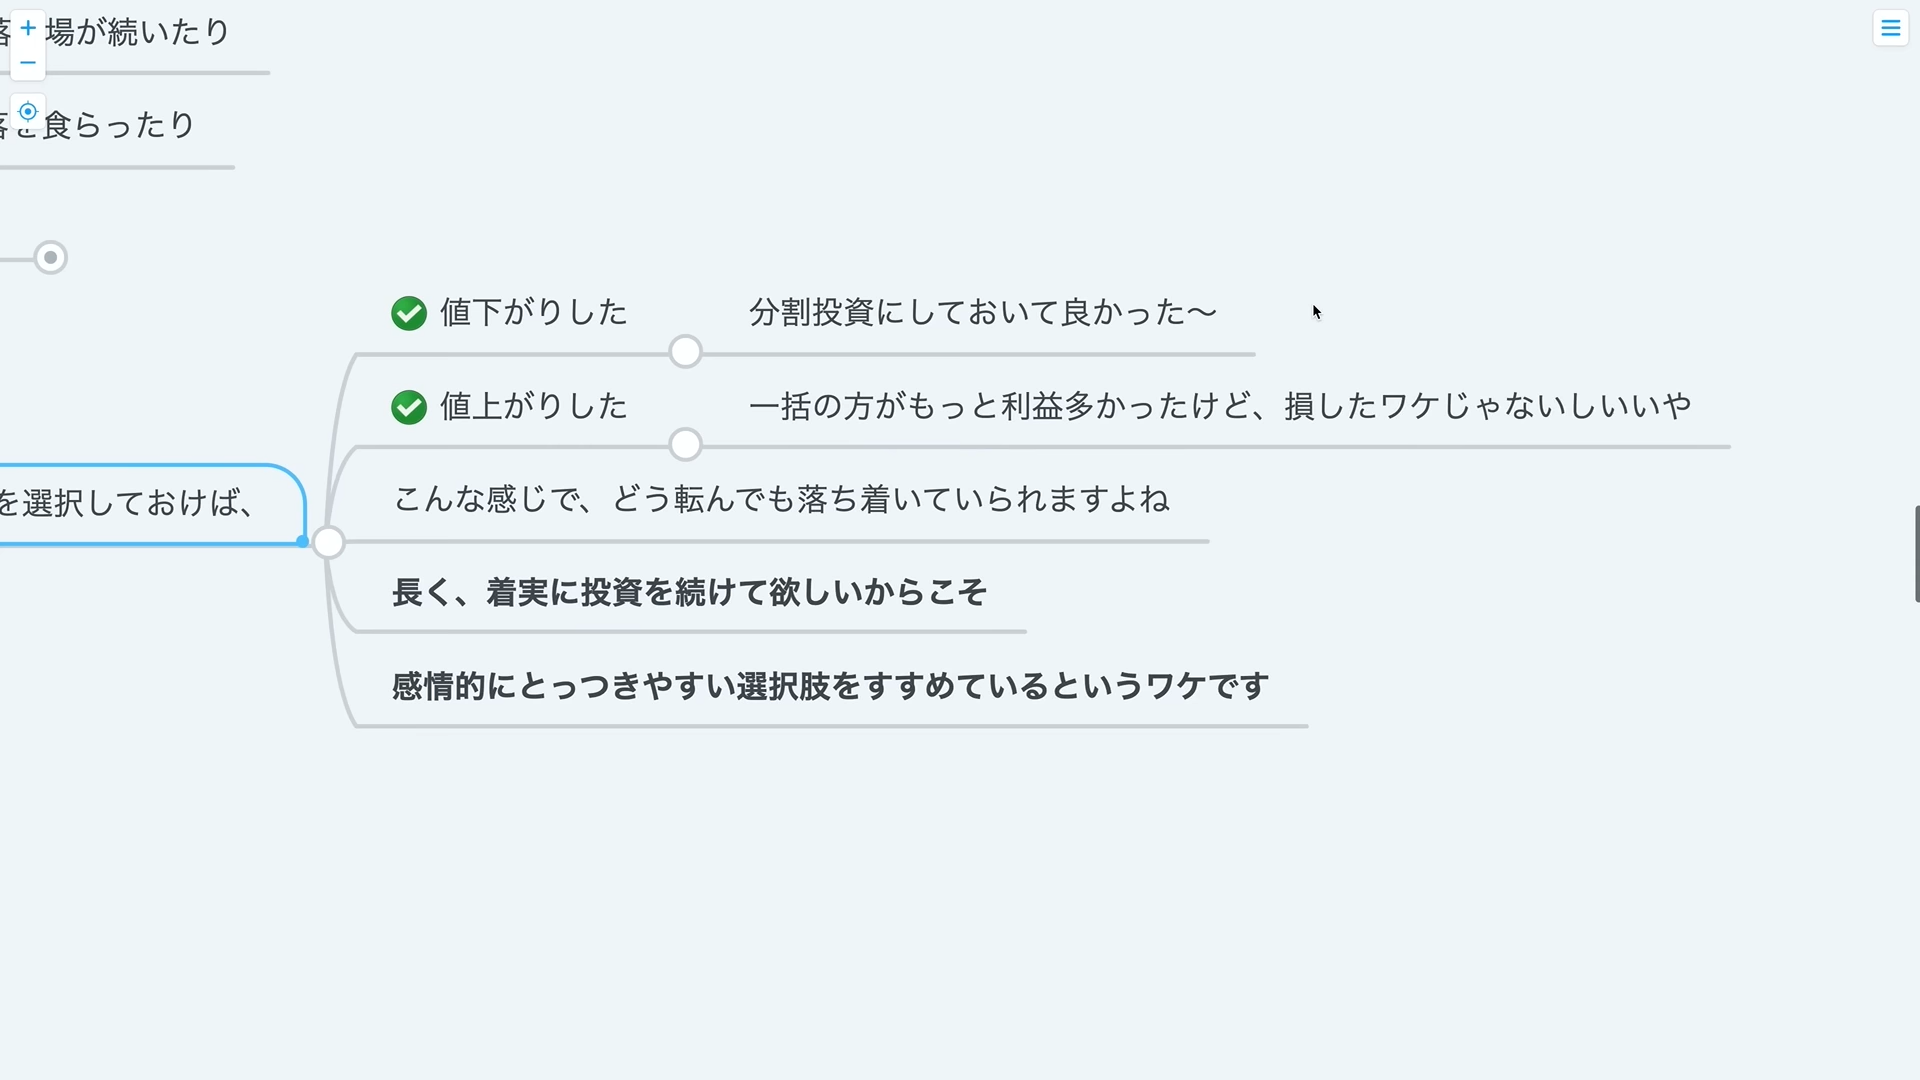 場が続いたり
食らったり
値下がりした 分割投資にしておいて良かった〜
値上がりした 一括の方がもっと利益多かったけど、損したワケじゃないしいいや
を選択しておけば、
こんな感じで、どう転んでも落ち着いていられますよね
長く、着実に投資を続けて欲しいからこそ
感情的にとっつきやすい選択肢をすすめているというワケです